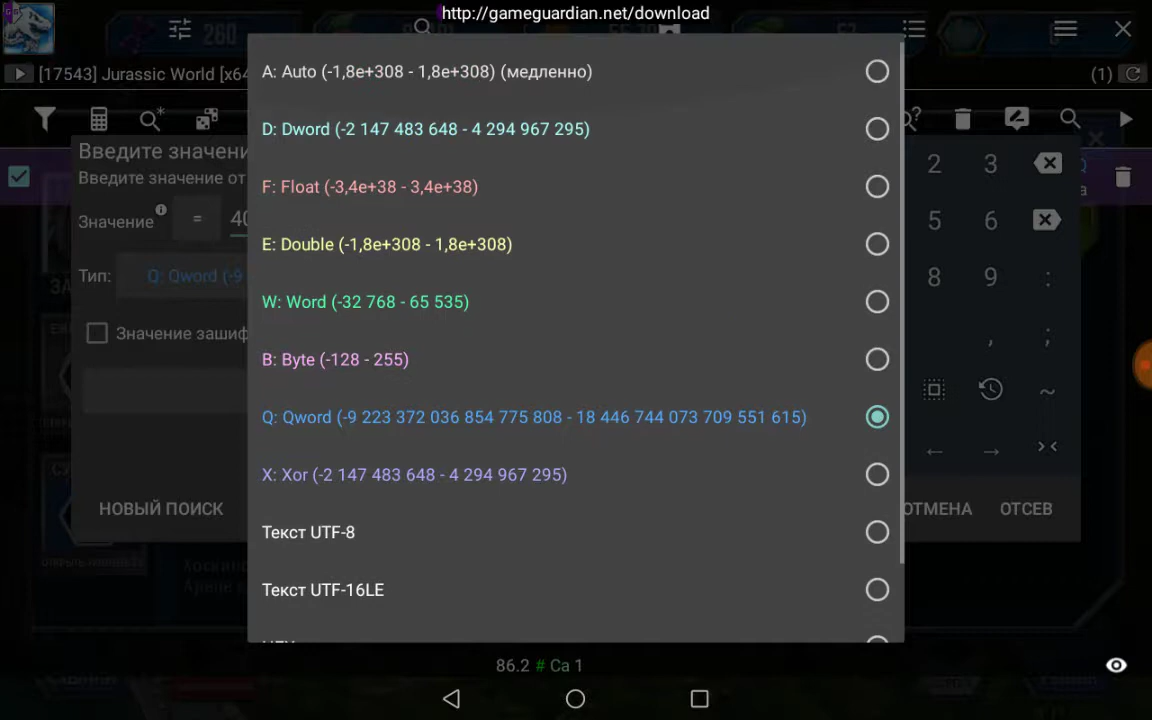 http://gameguardian.net/download
260
[17543] Jurassic World [x64
(1)
A: Auto (-1,8e+308 - 1,8e+308) (медленно)
D: Dword (-2 147 483 648 - 4 294 967 295)
F: Float (-3,4e+38 - 3,4e+38)
E: Double (-1,8e+308 - 1,8e+308)
W: Word (-32 768 - 65 535)
B: Byte (-128 - 255)
Q: Qword (-9 223 372 036 854 775 808 - 18 446 744 073 709 551 615)
X: Xor (-2 147 483 648 - 4 294 967 295)
Текст UTF-8
Текст UTF-16LE
Введите значени
Введите значение от
Значение = 40
Тип: Q: Qword (-9
Значение зашиф
НОВЫЙ ПОИСК
ОТМЕНА ОТСЕВ
2 3
5 6
8 9 :
, ;
~
← → ><
86.2 # Ca 1